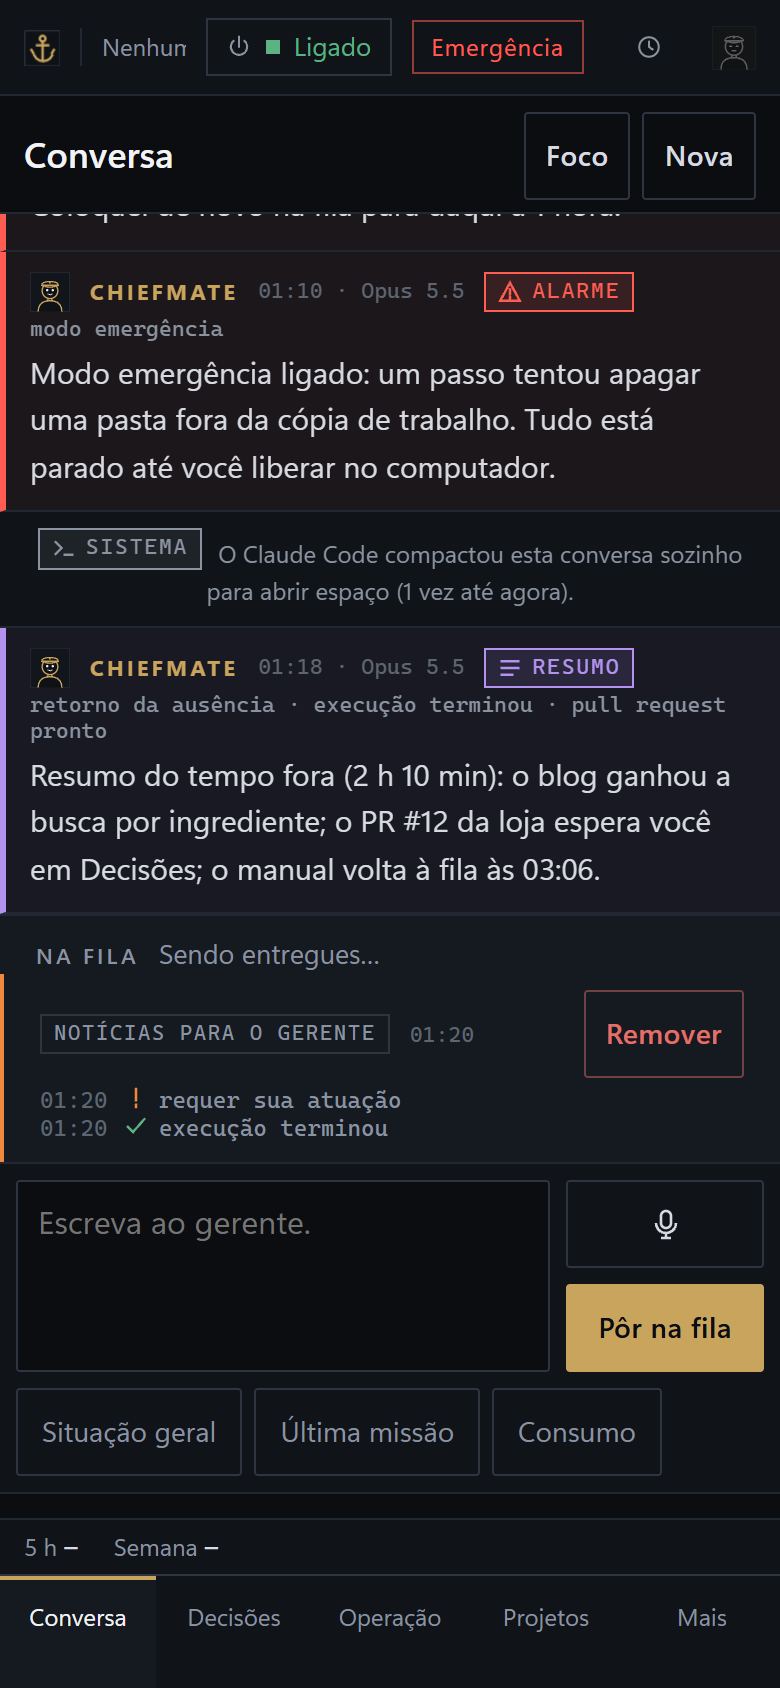 Ligado
Emergência
Conversa
Foco
Nova
CHIEFMATE 01:10 · Opus 5.5 ALARME
modo emergência
Modo emergência ligado: um passo tentou apagar
uma pasta fora da cópia de trabalho. Tudo está
parado até você liberar no computador.
SISTEMA O Claude Code compactou esta conversa sozinho
para abrir espaço (1 vez até agora).
CHIEFMATE 01:18 · Opus 5.5 RESUMO
retorno da ausência · execução terminou · pull request
pronto
Resumo do tempo fora (2 h 10 min): o blog ganhou a
busca por ingrediente; o PR #12 da loja espera você
em Decisões; o manual volta à fila às 03:06.
NA FILA Sendo entregues…
NOTÍCIAS PARA O GERENTE 01:20
Remover
01:20 ! requer sua atuação
01:20 ✓ execução terminou
Escreva ao gerente.
Pôr na fila
Situação geral
Última missão
Consumo
5 h — Semana —
Conversa
Decisões
Operação
Projetos
Mais